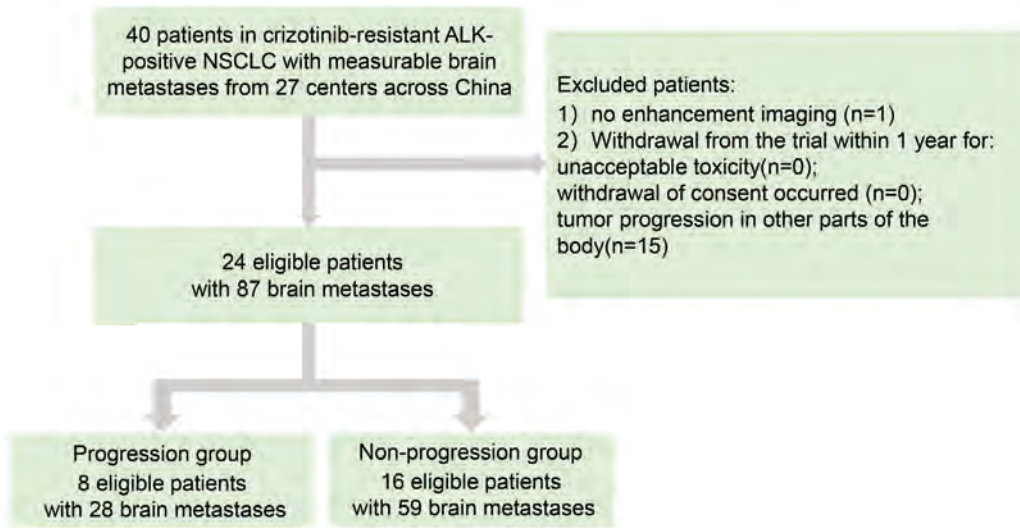 40 patients in crizotinib-resistant ALK-
positive NSCLC with measurable brain
metastases from 27 centers across China
Excluded patients:
1) no enhancement imaging (n=1)
2) Withdrawal from the trial within 1 year for:
unacceptable toxicity(n=0);
withdrawal of consent occurred (n=0);
tumor progression in other parts of the
body(n=15)
24 eligible patients
with 87 brain metastases
Progression group
8 eligible patients
with 28 brain metastases
Non-progression group
16 eligible patients
with 59 brain metastases